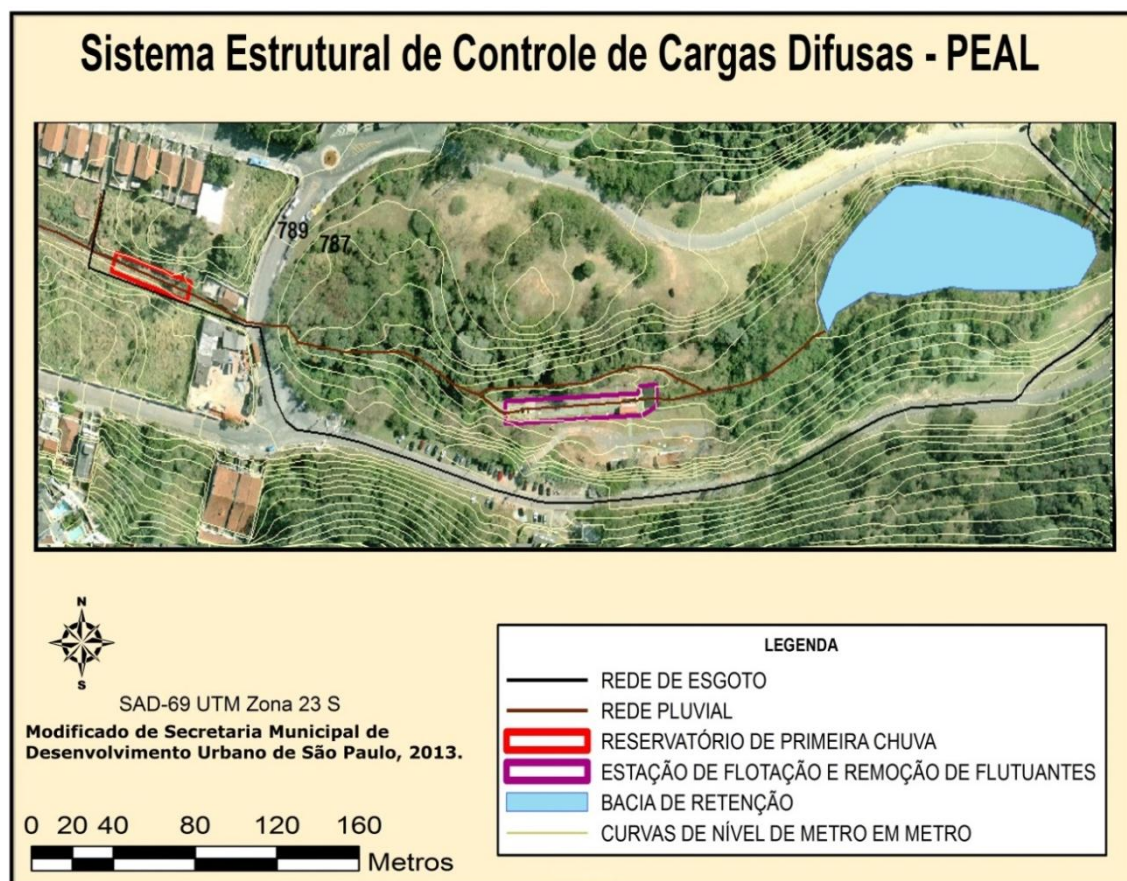 Sistema Estrutural de Controle de Cargas Difusas - PEAL
789
787
N
S
SAD-69 UTM Zona 23 S
Modificado de Secretaria Municipal de
Desenvolvimento Urbano de São Paulo, 2013.
0 20 40 80 120 160
Metros
LEGENDA
REDE DE ESGOTO
REDE PLUVIAL
RESERVATÓRIO DE PRIMEIRA CHUVA
ESTAÇÃO DE FLOTAÇÃO E REMOÇÃO DE FLUTUANTES
BACIA DE RETENÇÃO
CURVAS DE NÍVEL DE METRO EM METRO